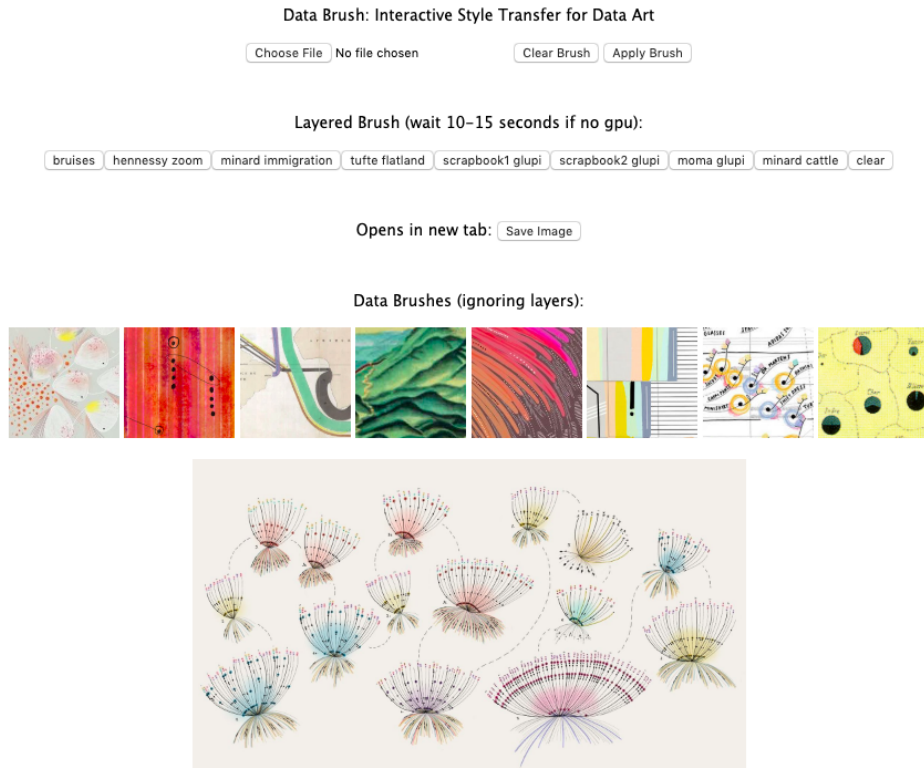 Data Brush: Interactive Style Transfer for Data Art
Choose File No file chosen Clear Brush Apply Brush
Layered Brush (wait 10-15 seconds if no gpu):
bruises hennessy zoom minard immigration tufte flatland scrapbook1 glupi scrapbook2 glupi moma glupi minard cattle clear
Opens in new tab: Save Image
Data Brushes (ignoring layers):